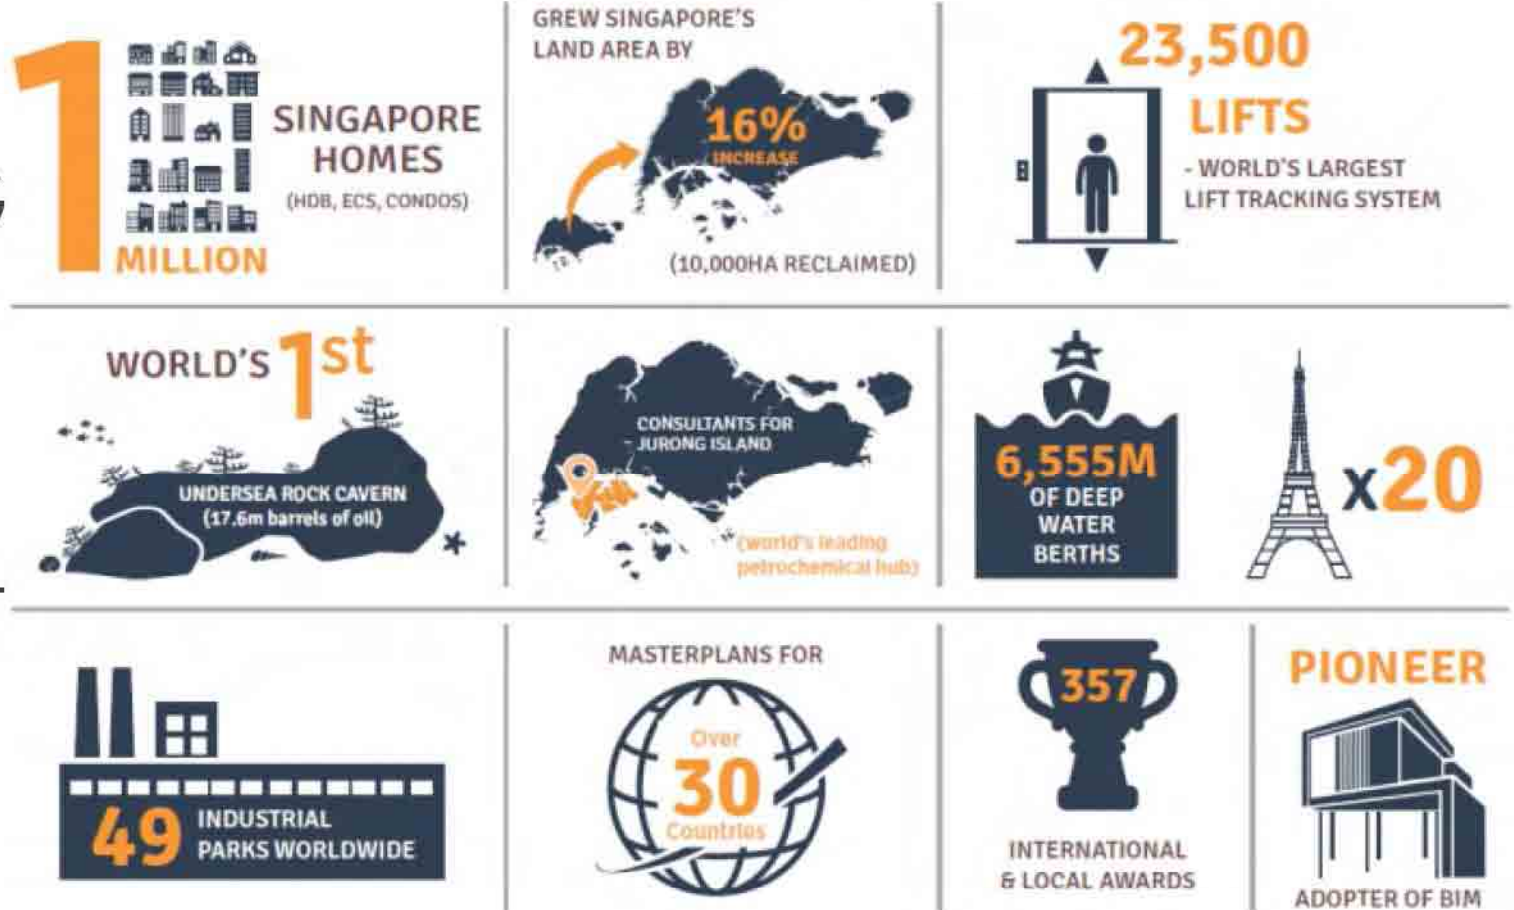 1
MILLION
SINGAPORE
HOMES
(HDB, ECS, CONDOS)
GREW SINGAPORE'S
LAND AREA BY
16%
INCREASE
(10,000HA RECLAIMED)
23,500
LIFTS
- WORLD'S LARGEST
LIFT TRACKING SYSTEM
WORLD'S 1st
UNDERSEA ROCK CAVERN
(17.6m barrels of oil)
CONSULTANTS FOR
- JURONG ISLAND
(world's leading
petrochemical hub)
6,555M
OF DEEP
WATER
BERTHS
x20
49 INDUSTRIAL
PARKS WORLDWIDE
MASTERPLANS FOR
Over
30
Countries
357
INTERNATIONAL
& LOCAL AWARDS
PIONEER
ADOPTER OF BIM